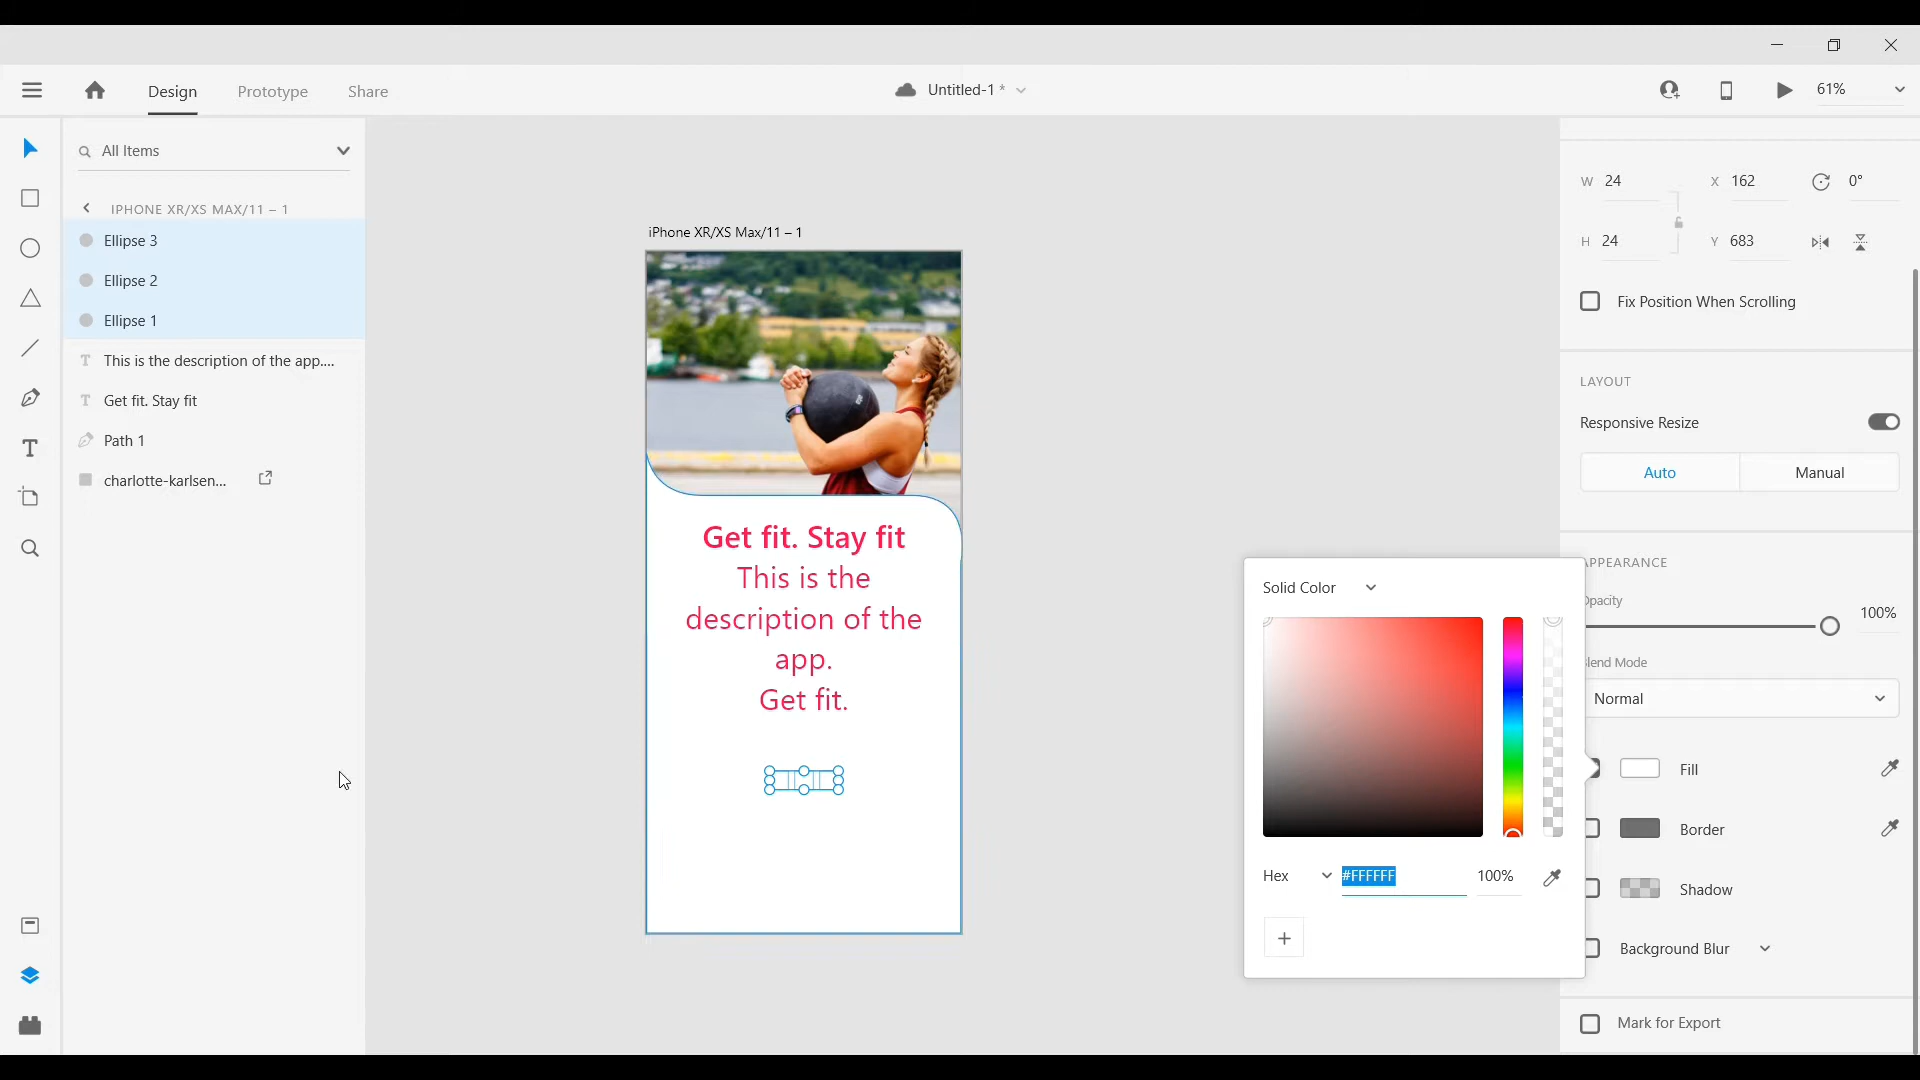 Design
Prototype
Share
Untitled-1 *
61%
All Items
IPHONE XR/XS MAX/11 – 1
Ellipse 3
Ellipse 2
Ellipse 1
This is the description of the app....
Get fit. Stay fit
Path 1
charlotte-karlsen...
iPhone XR/XS Max/11 – 1
Get fit. Stay fit
This is the
description of the
app.
Get fit.
W 24
X 162
0°
H 24
Y 683
Fix Position When Scrolling
LAYOUT
Responsive Resize
Auto
Manual
APPEARANCE
Opacity
100%
Blend Mode
Normal
Fill
Border
Shadow
Background Blur
Mark for Export
Solid Color
Hex
#FFFFFF
100%